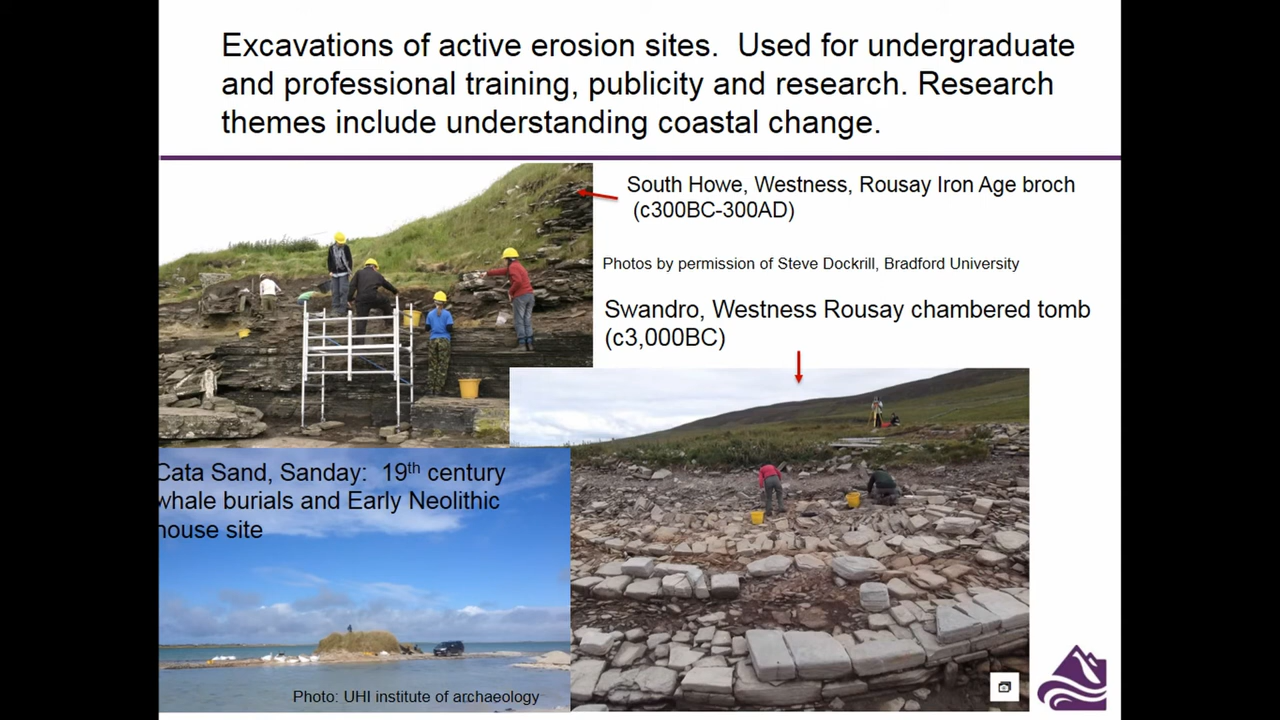 Excavations of active erosion sites.  Used for undergraduate
and professional training, publicity and research. Research
themes include understanding coastal change.
South Howe, Westness, Rousay Iron Age broch
(c300BC-300AD)
Photos by permission of Steve Dockrill, Bradford University
Swandro, Westness Rousay chambered tomb
(c3,000BC)
Cata Sand, Sanday:  19th century
whale burials and Early Neolithic
house site
Photo: UHI institute of archaeology